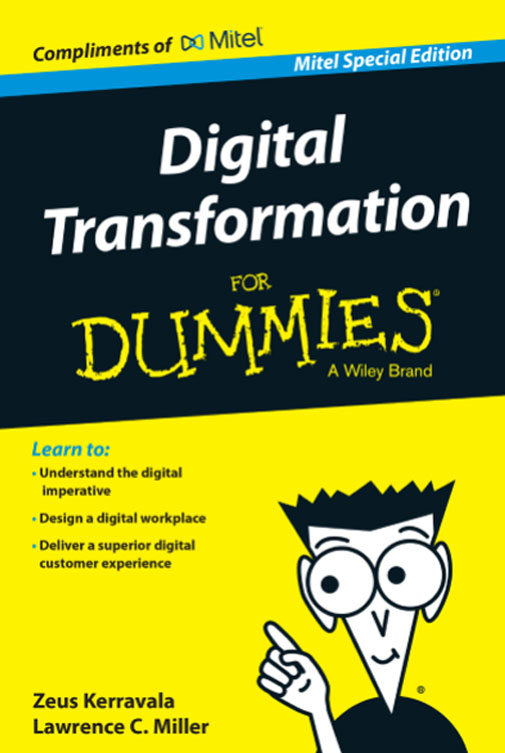 Compliments of Mitel
Mitel Special Edition
Digital
Transformation
FOR
DUMMIES®
A Wiley Brand
Learn to:
• Understand the digital
imperative
• Design a digital workplace
• Deliver a superior digital
customer experience
®
Zeus Kerravala
Lawrence C. Miller